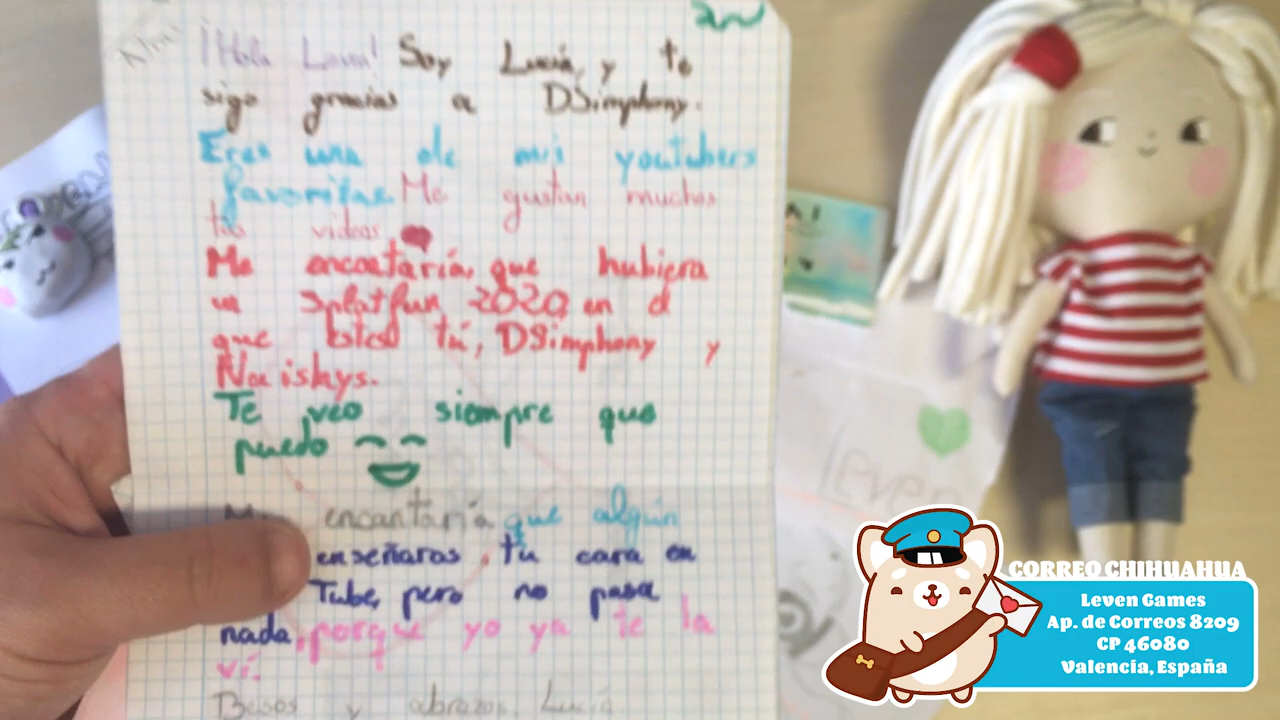 ¡Hola Laura! Soy Lucía, y te
sigo gracias a DSimphony.
Eres una de mis youtubers
favoritas. Me gustan muchos
tus videos
Me encantaría, que hubiera
un Splatfun 2020 en el
que estés tú, DSimphony y
Naishys.
Te veo siempre que
puedo
encantaría que algún
enseñaras tu cara en
Tube, pero no pasa
nada, porque yo ya te la
ví.
Besos y abrazos. Lucía
Leven
CORREO CHIHUAHUA
Leven Games
Ap. de Correos 8209
CP 46080
Valencia, España